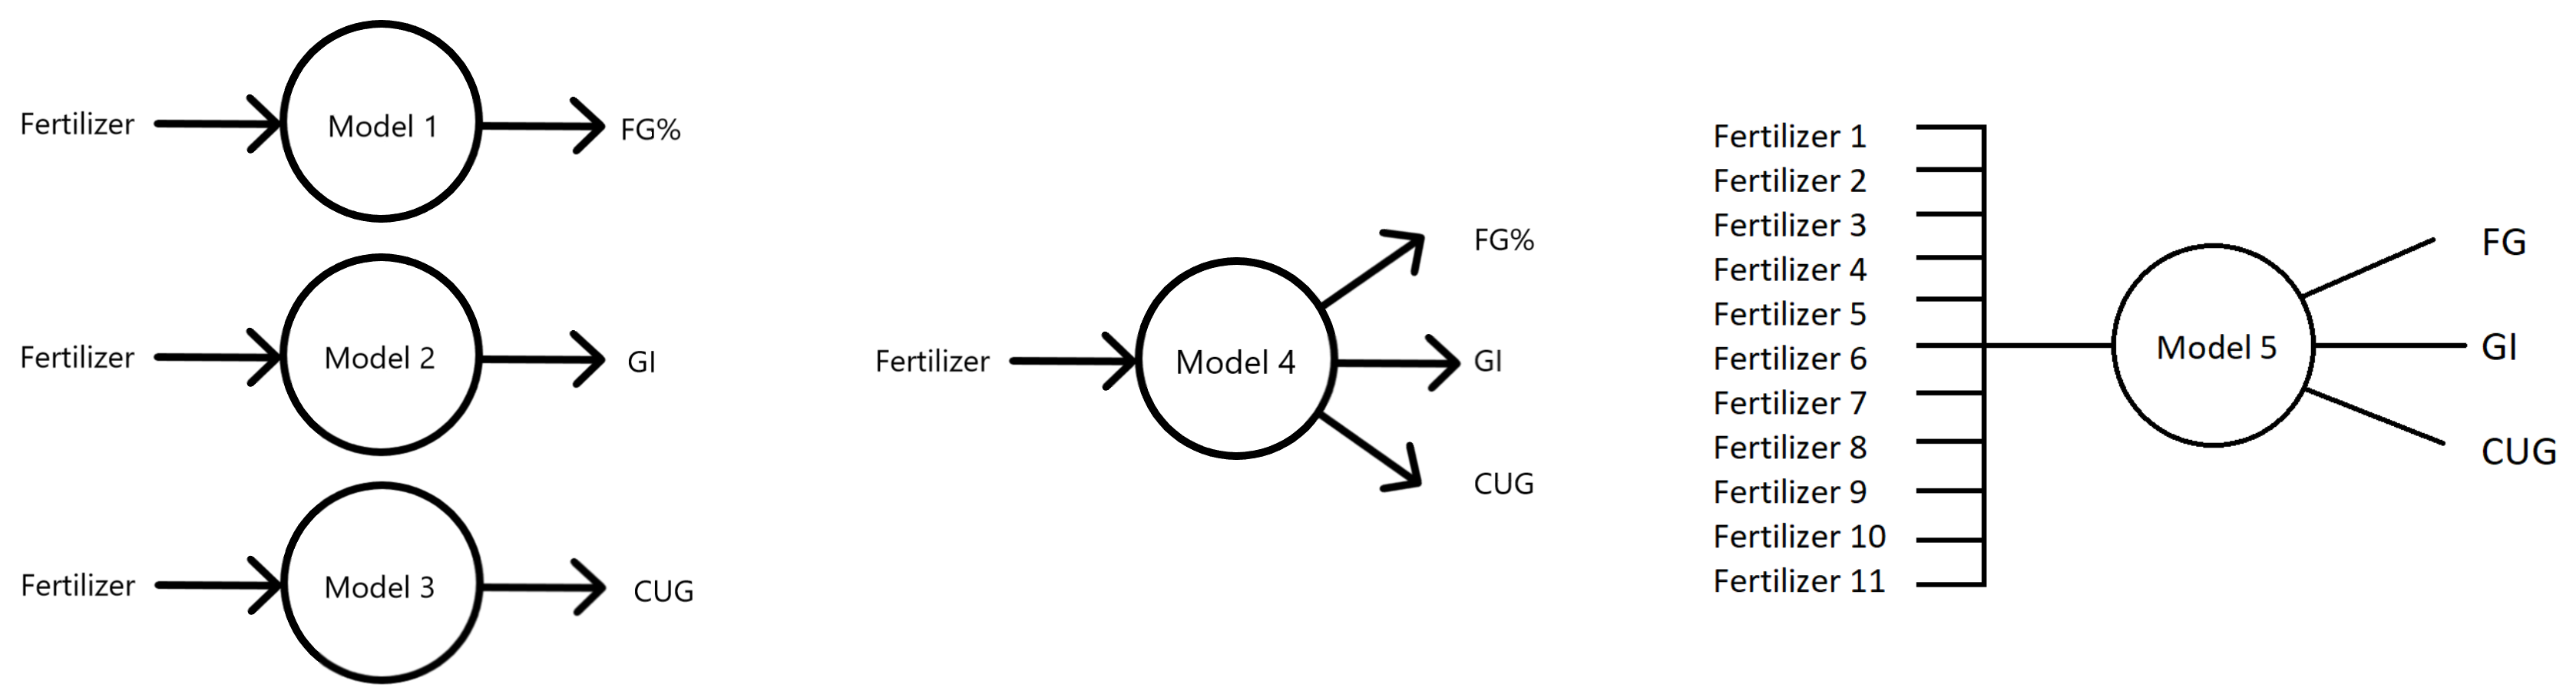 Fertilizer
Model 1
FG%
Fertilizer
Model 2
GI
Fertilizer
Model 3
CUG
Fertilizer
Model 4
FG%
GI
CUG
Fertilizer 1
Fertilizer 2
Fertilizer 3
Fertilizer 4
Fertilizer 5
Fertilizer 6
Fertilizer 7
Fertilizer 8
Fertilizer 9
Fertilizer 10
Fertilizer 11
Model 5
FG
GI
CUG